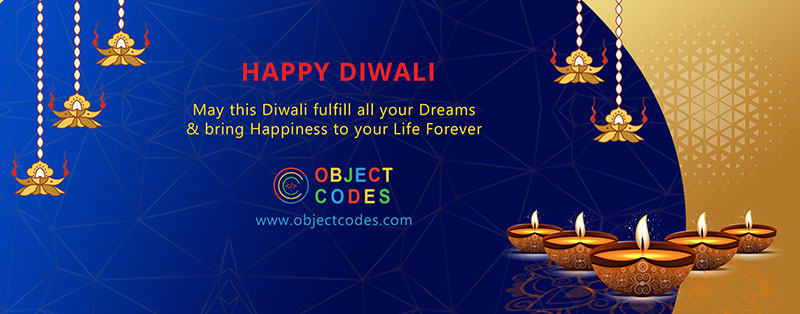 HAPPY DIWALI
May this Diwali fulfill all your Dreams
& bring Happiness to your Life Forever
</>
OBJECT
CODES
www.objectcodes.com